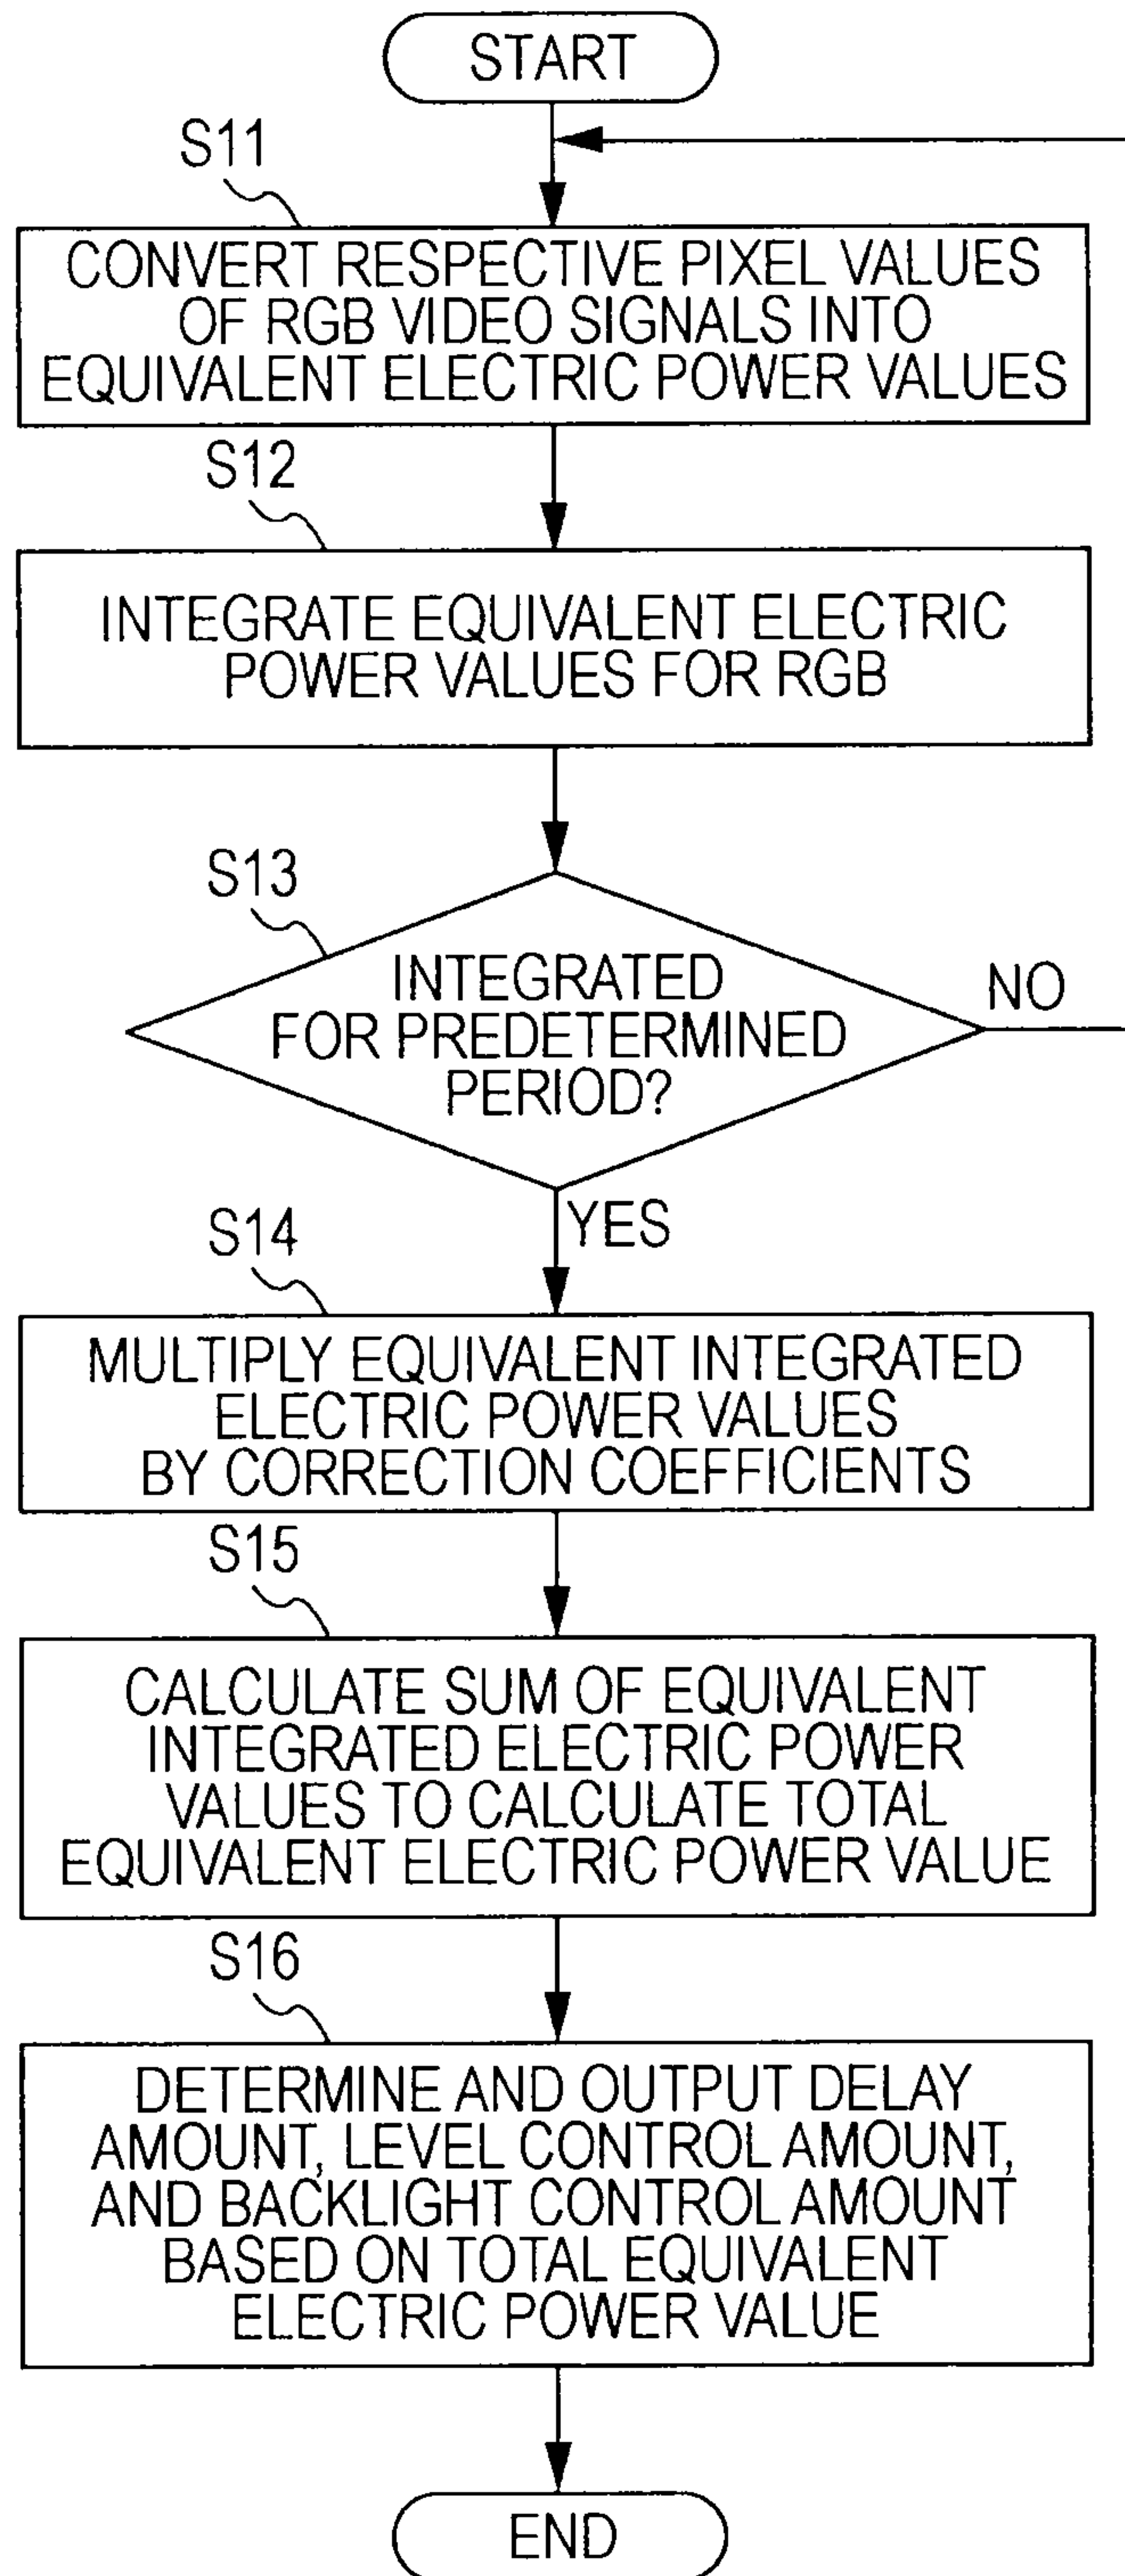 START
S11
CONVERT RESPECTIVE PIXEL VALUES
OF RGB VIDEO SIGNALS INTO
EQUIVALENT ELECTRIC POWER VALUES
S12
INTEGRATE EQUIVALENT ELECTRIC
POWER VALUES FOR RGB
S13
INTEGRATED
FOR PREDETERMINED
PERIOD?
NO
YES
S14
MULTIPLY EQUIVALENT INTEGRATED
ELECTRIC POWER VALUES
BY CORRECTION COEFFICIENTS
S15
CALCULATE SUM OF EQUIVALENT
INTEGRATED ELECTRIC POWER
VALUES TO CALCULATE TOTAL
EQUIVALENT ELECTRIC POWER VALUE
S16
DETERMINE AND OUTPUT DELAY
AMOUNT, LEVEL CONTROL AMOUNT,
AND BACKLIGHT CONTROL AMOUNT
BASED ON TOTAL EQUIVALENT
ELECTRIC POWER VALUE
END